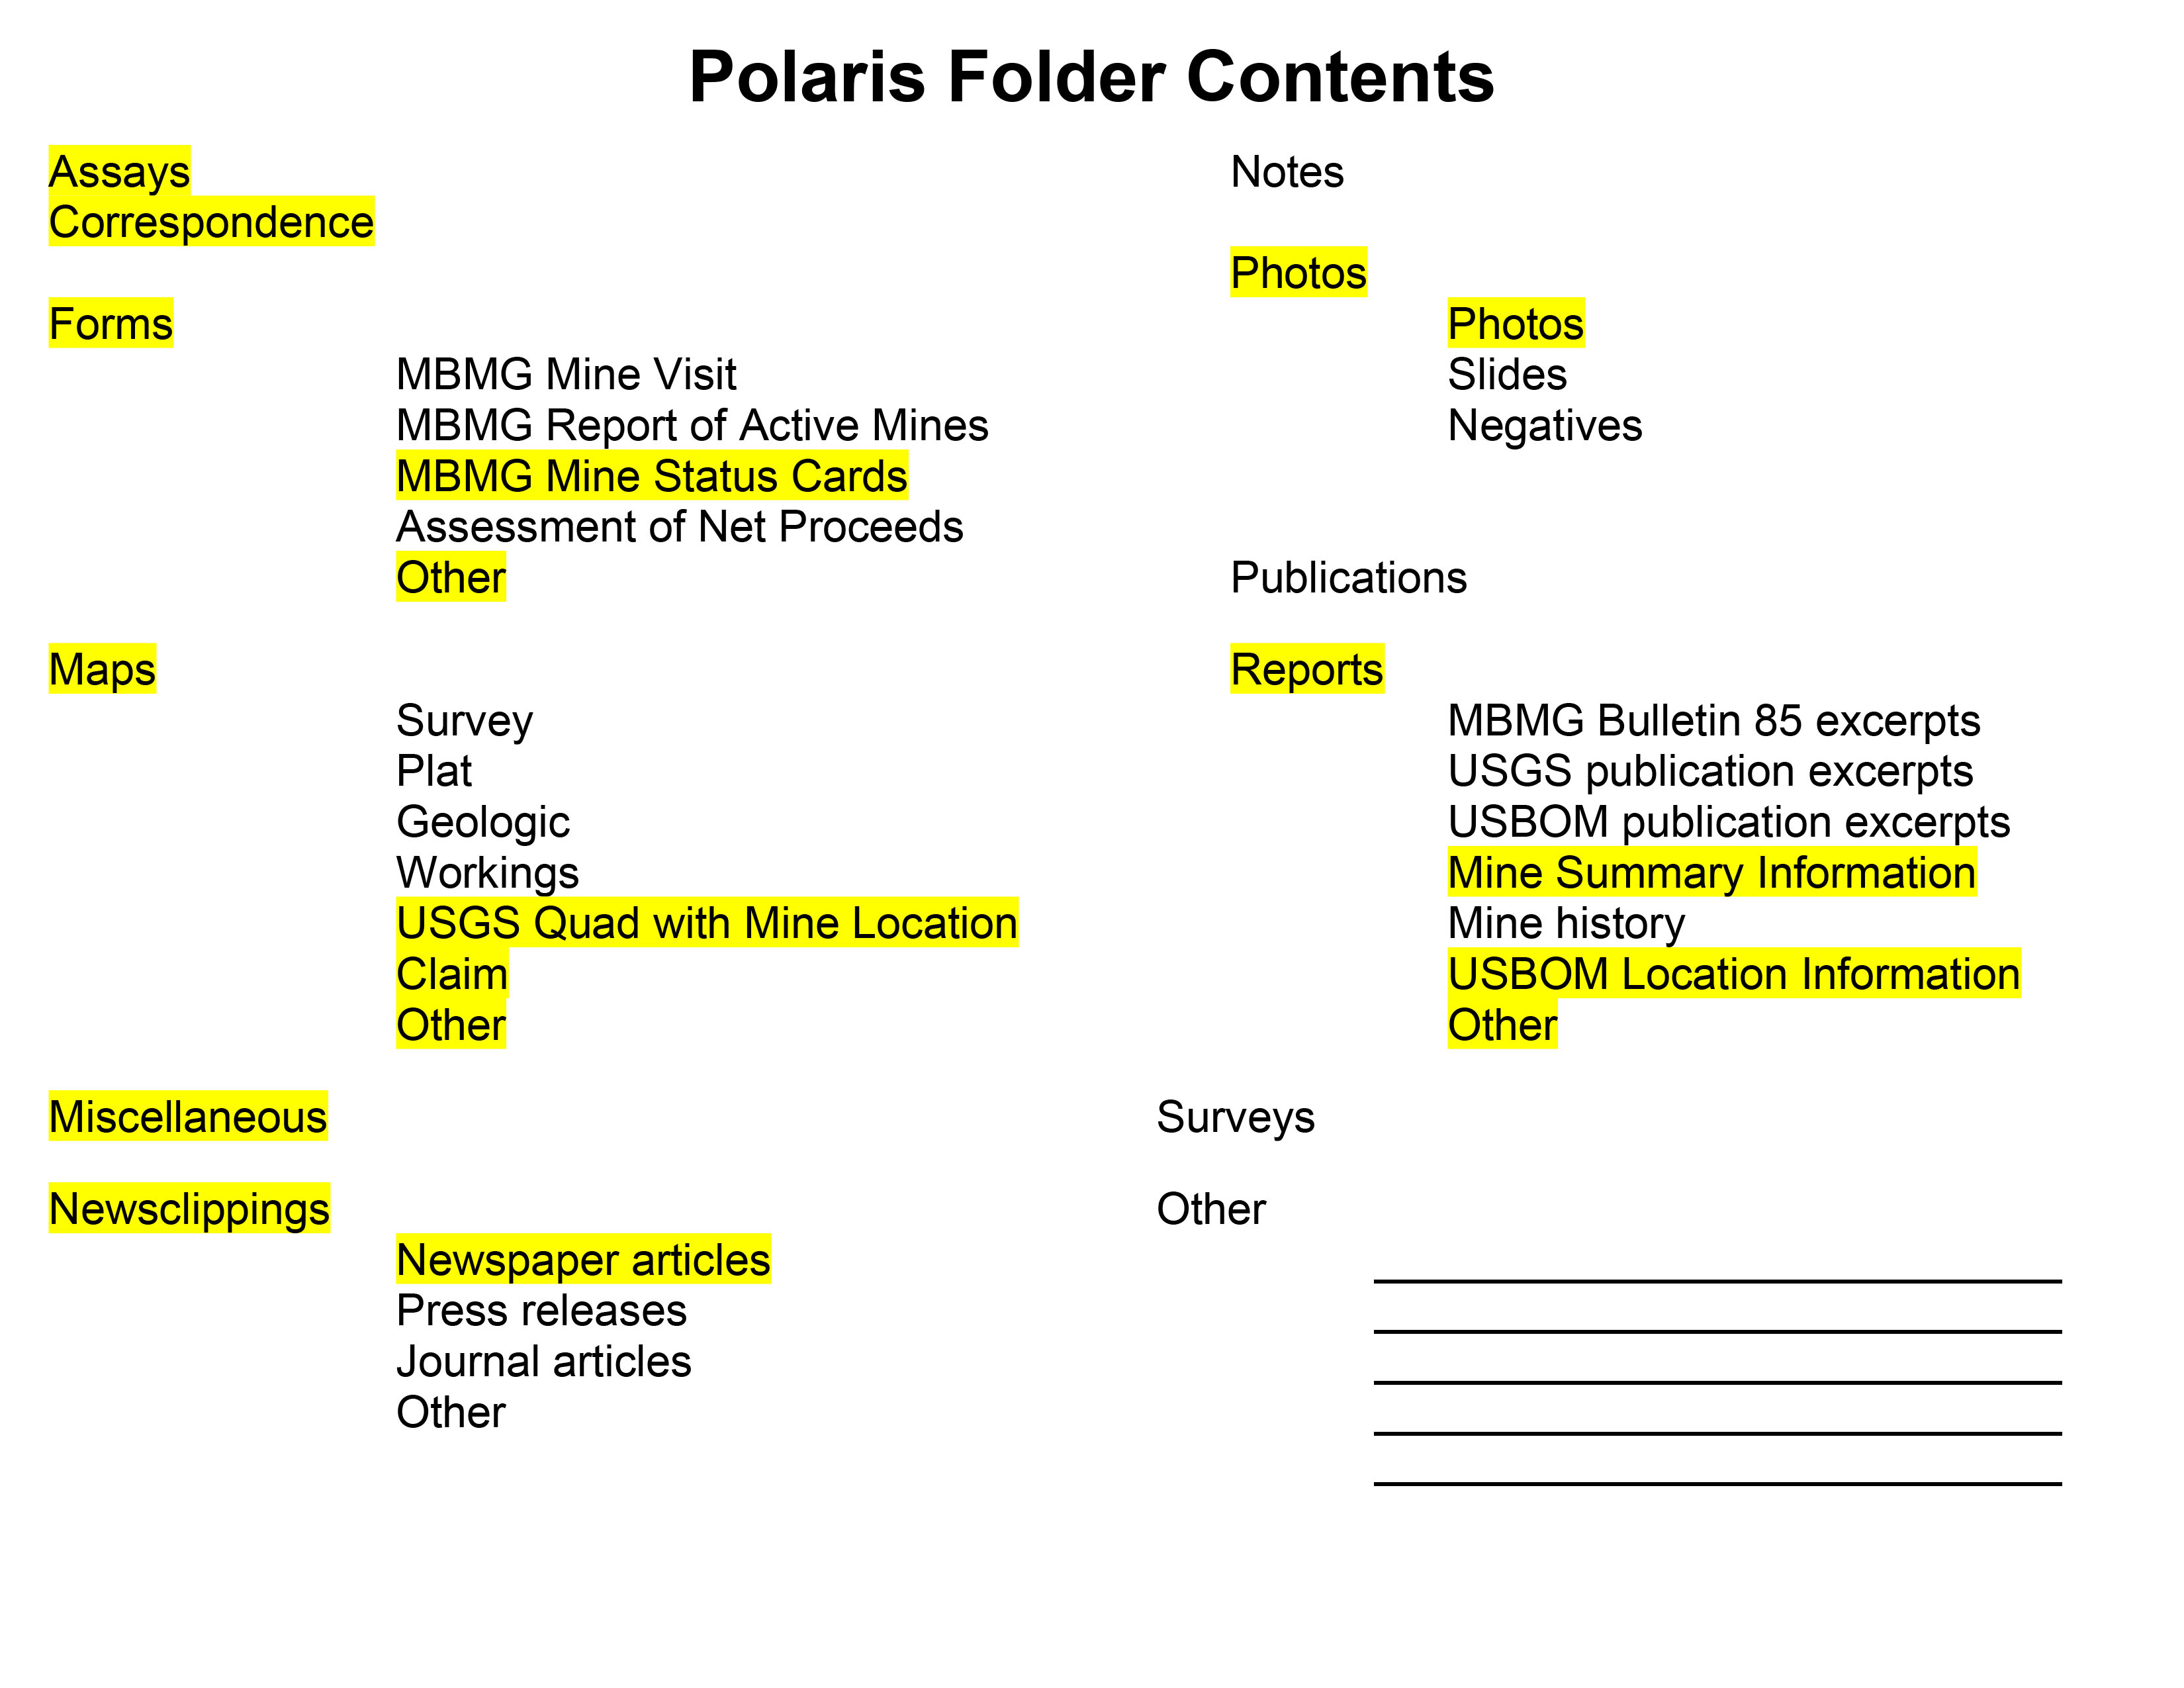 Polaris Folder Contents
Assays
Correspondence
Forms
MBMG Mine Visit
MBMG Report of Active Mines
MBMG Mine Status Cards
Assessment of Net Proceeds
Other
Maps
Survey
Plat
Geologic
Workings
USGS Quad with Mine Location
Claim
Other
Miscellaneous
Newsclippings
Newspaper articles
Press releases
Journal articles
Other
Notes
Photos
Photos
Slides
Negatives
Publications
Reports
MBMG Bulletin 85 excerpts
USGS publication excerpts
USBOM publication excerpts
Mine Summary Information
Mine history
USBOM Location Information
Other
Surveys
Other